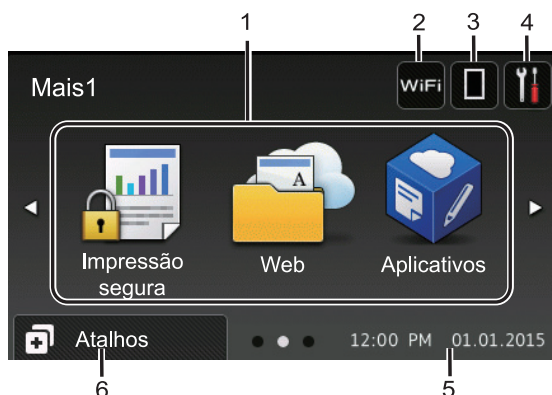 1 2 3 4
Mais1 WiFi
A
Impressão segura Web Aplicativos
Atalhos 12:00 PM 01.01.2015
6 5